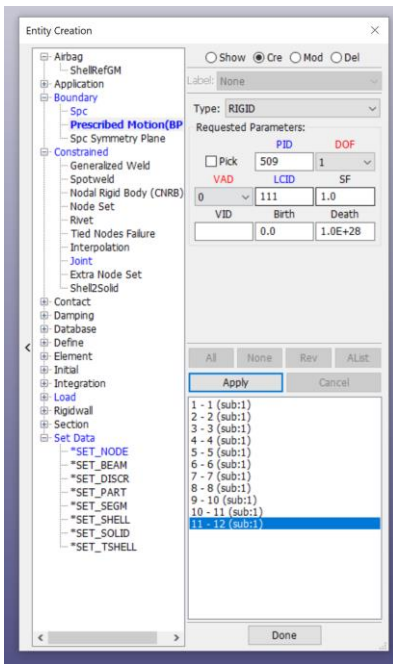 Entity Creation
Airbag
ShellRefGM
Application
Boundary
Spc
Prescribed Motion(BP
Spc Symmetry Plane
Constrained
Generalized Weld
Spotweld
Nodal Rigid Body (CNRB)
Node Set
Rivet
Tied Nodes Failure
Interpolation
Joint
Extra Node Set
Shell2Solid
Contact
Damping
Database
Define
Element
Initial
Integration
Load
Rigidwall
Section
Set Data
*SET_NODE
*SET_BEAM
*SET_DISCR
*SET_PART
*SET_SEGM
*SET_SHELL
*SET_SOLID
*SET_TSHELL
Show Cre Mod Del
Label: None
Type: RIGID
Requested Parameters:
PID DOF
Pick 509 1
VAD LCID SF
0 111 1.0
VID Birth Death
0.0 1.0E+28
All None Rev AList
Apply Cancel
1 - 1 (sub:1)
2 - 2 (sub:1)
3 - 3 (sub:1)
4 - 4 (sub:1)
5 - 5 (sub:1)
6 - 6 (sub:1)
7 - 7 (sub:1)
8 - 8 (sub:1)
9 - 10 (sub:1)
10 - 11 (sub:1)
11 - 12 (sub:1)
Done